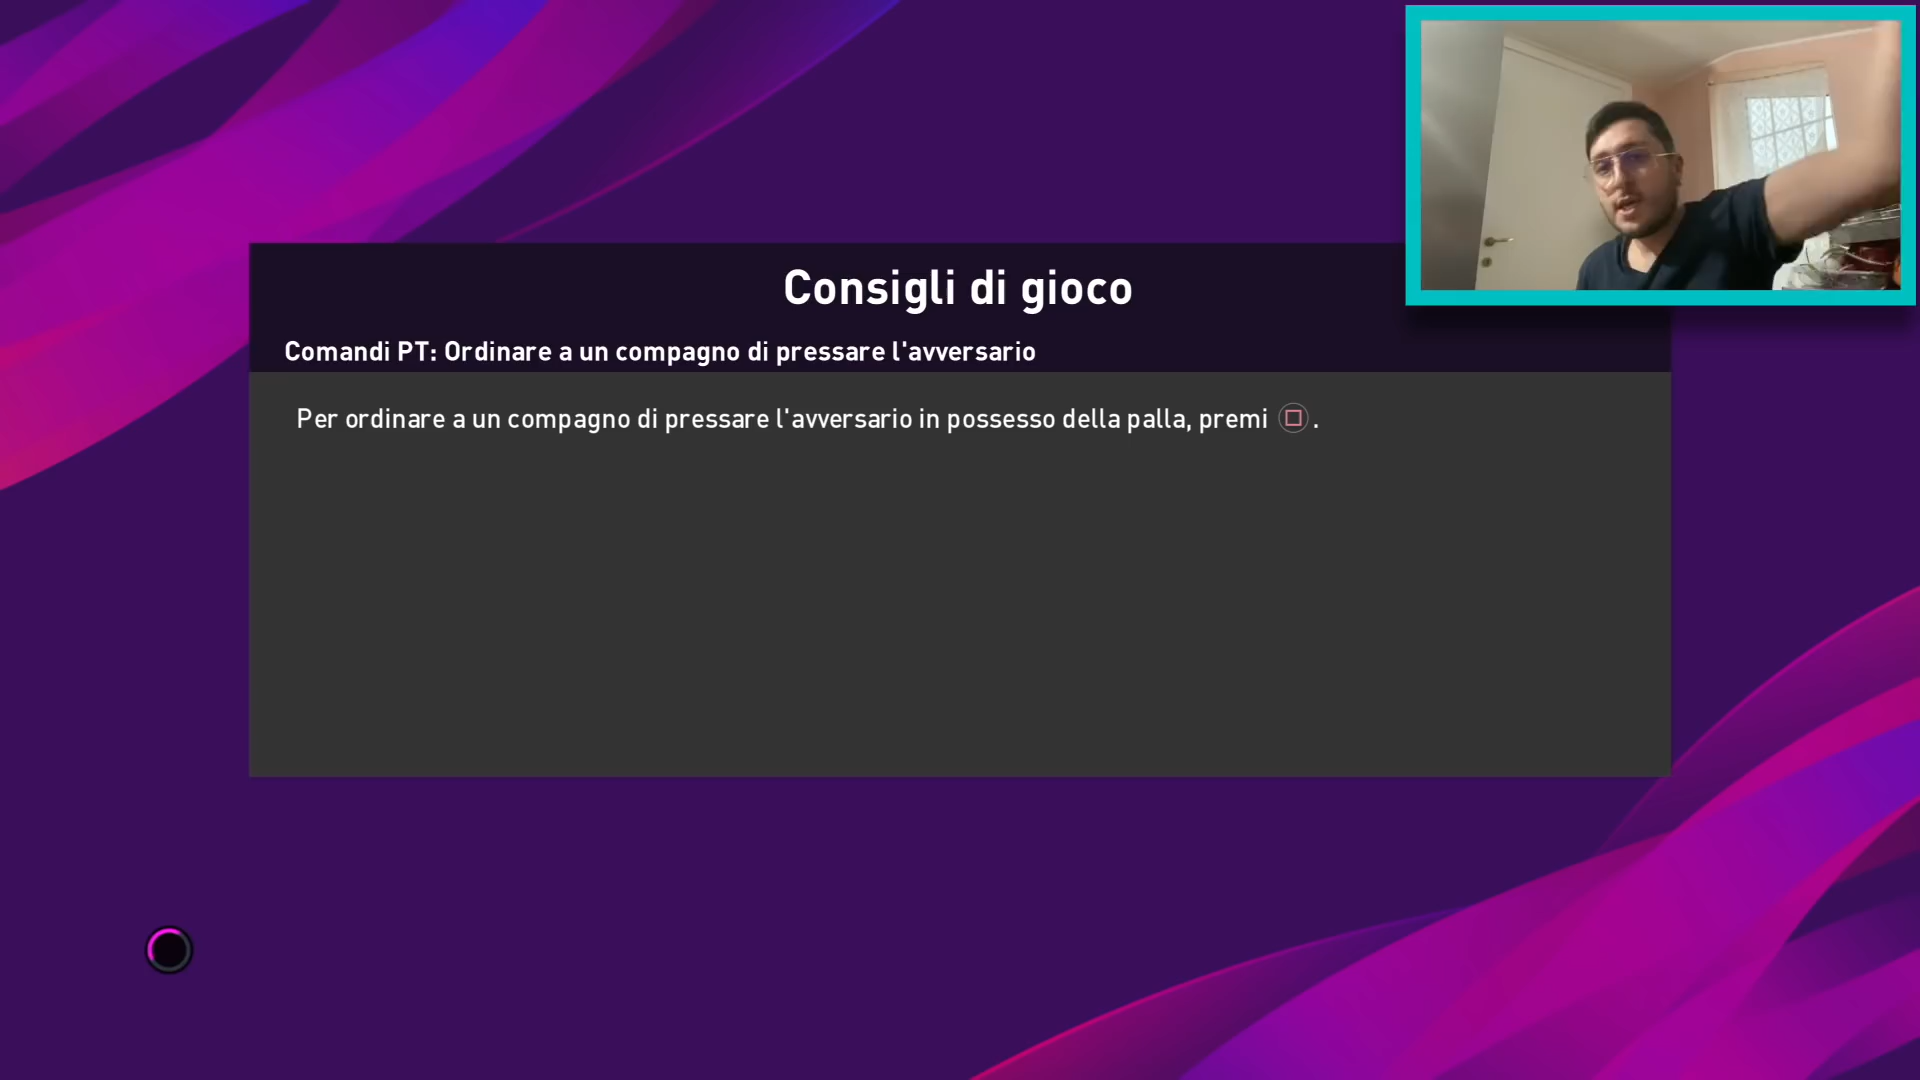 Consigli di gioco
Comandi PT: Ordinare a un compagno di pressare l'avversario
Per ordinare a un compagno di pressare l'avversario in possesso della palla, premi □.